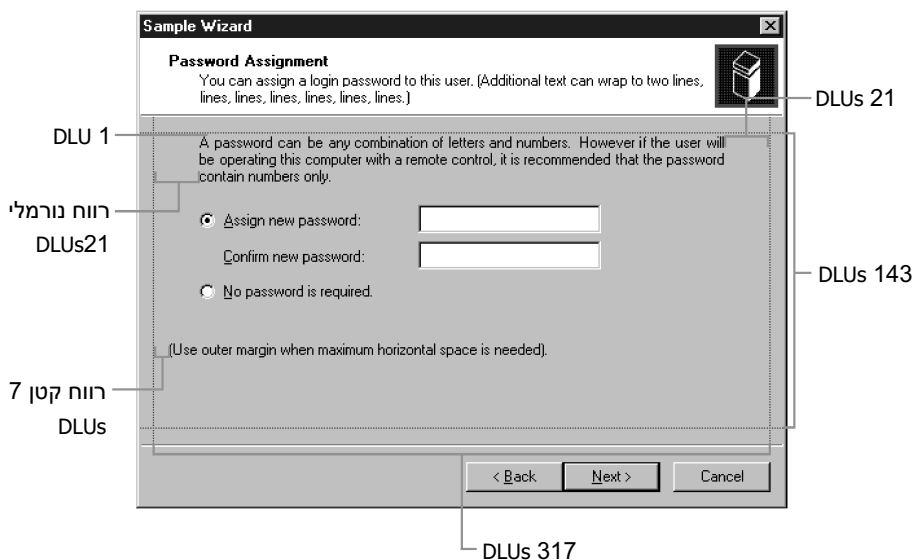 Sample Wizard
Password Assignment
You can assign a login password to this user. (Additional text can wrap to two lines,
lines, lines, lines, lines, lines, lines.)
DLUs 21
DLU 1
A password can be any combination of letters and numbers. However if the user will
be operating this computer with a remote control, it is recommended that the password
contain numbers only.
רווח נורמלי
DLUs21
Assign new password:
Confirm new password:
DLUs 143
No password is required.
(Use outer margin when maximum horizontal space is needed).
רווח קטן 7
DLUs
< Back
Next >
Cancel
DLUs 317